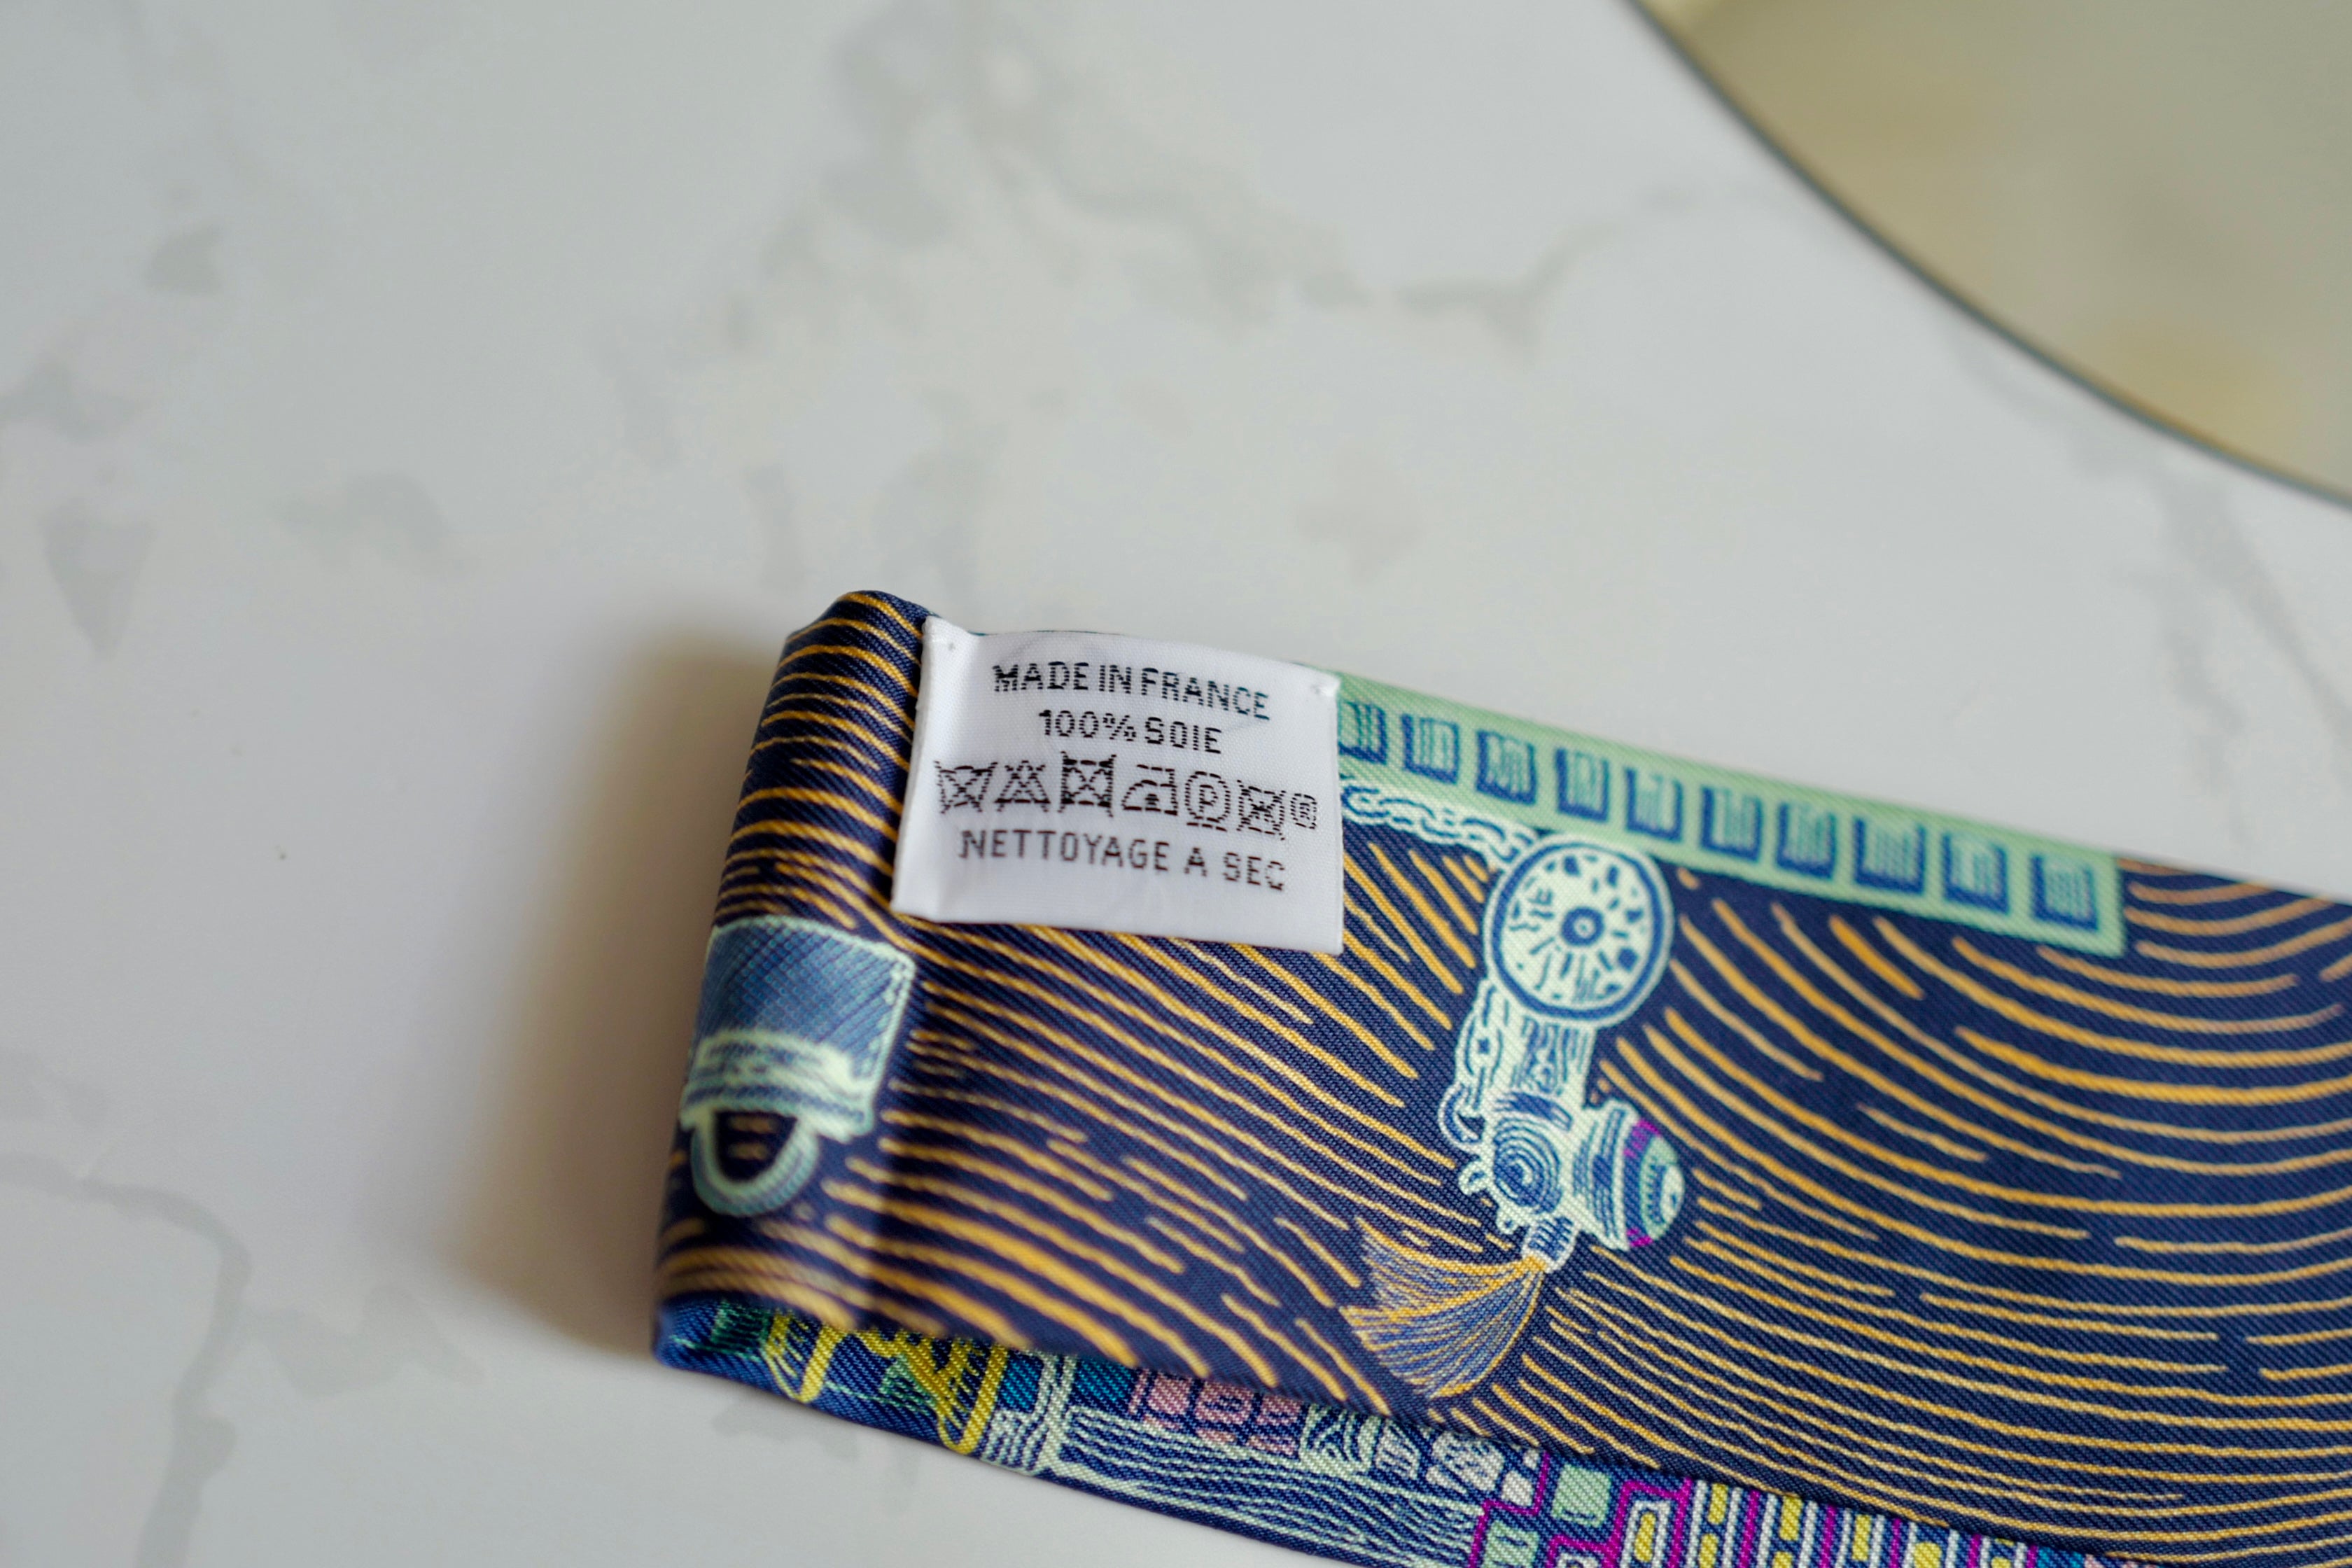 MADE IN FRANCE
100% SOIE
P ®
NETTOYAGE A SEC